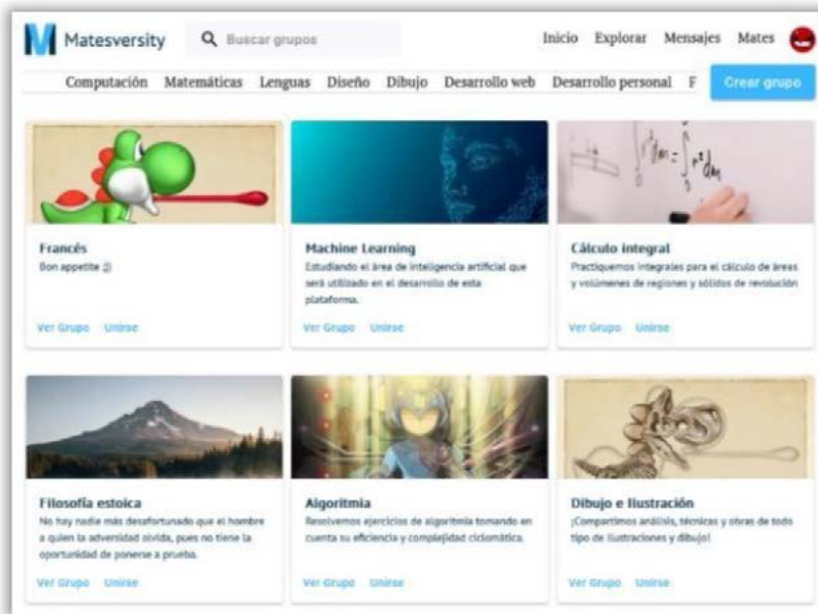 Matesversity
Buscar grupos
Inicio Explorar Mensajes Mates
Computación Matemáticas Lenguas Diseño Dibujo Desarrollo web Desarrollo personal F
Crear grupo
Francés
Bon appetite ;)
Ver Grupo Unirse
Machine Learning
Estudiando el área de inteligencia artificial que
será utilizado en el desarrollo de esta
plataforma.
Ver Grupo Unirse
Cálculo integral
Practiquemos integrales para el cálculo de áreas
y volúmenes de regiones y sólidos de revolución
Ver Grupo Unirse
Filosofía estoica
No hay nadie más desafortunado que el hombre
a quien la adversidad olvida, pues no tiene la
oportunidad de ponerse a prueba.
Ver Grupo Unirse
Algoritmia
Resolvemos ejercicios de algoritmia tomando en
cuenta su eficiencia y complejidad ciclomática.
Ver Grupo Unirse
Dibujo e Ilustración
¡Compartimos análisis, técnicas y obras de todo
tipo de ilustraciones y dibujo!
Ver Grupo Unirse